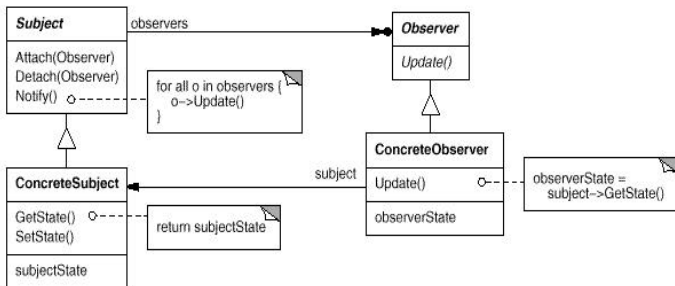 Subject
observers
Observer
Attach(Observer)
Detach(Observer)
Notify()
for all o in observers {
o->Update()
}
Update()
ConcreteSubject
GetState()
SetState()
subjectState
return subjectState
subject
ConcreteObserver
Update()
observerState
observerState =
subject->GetState()